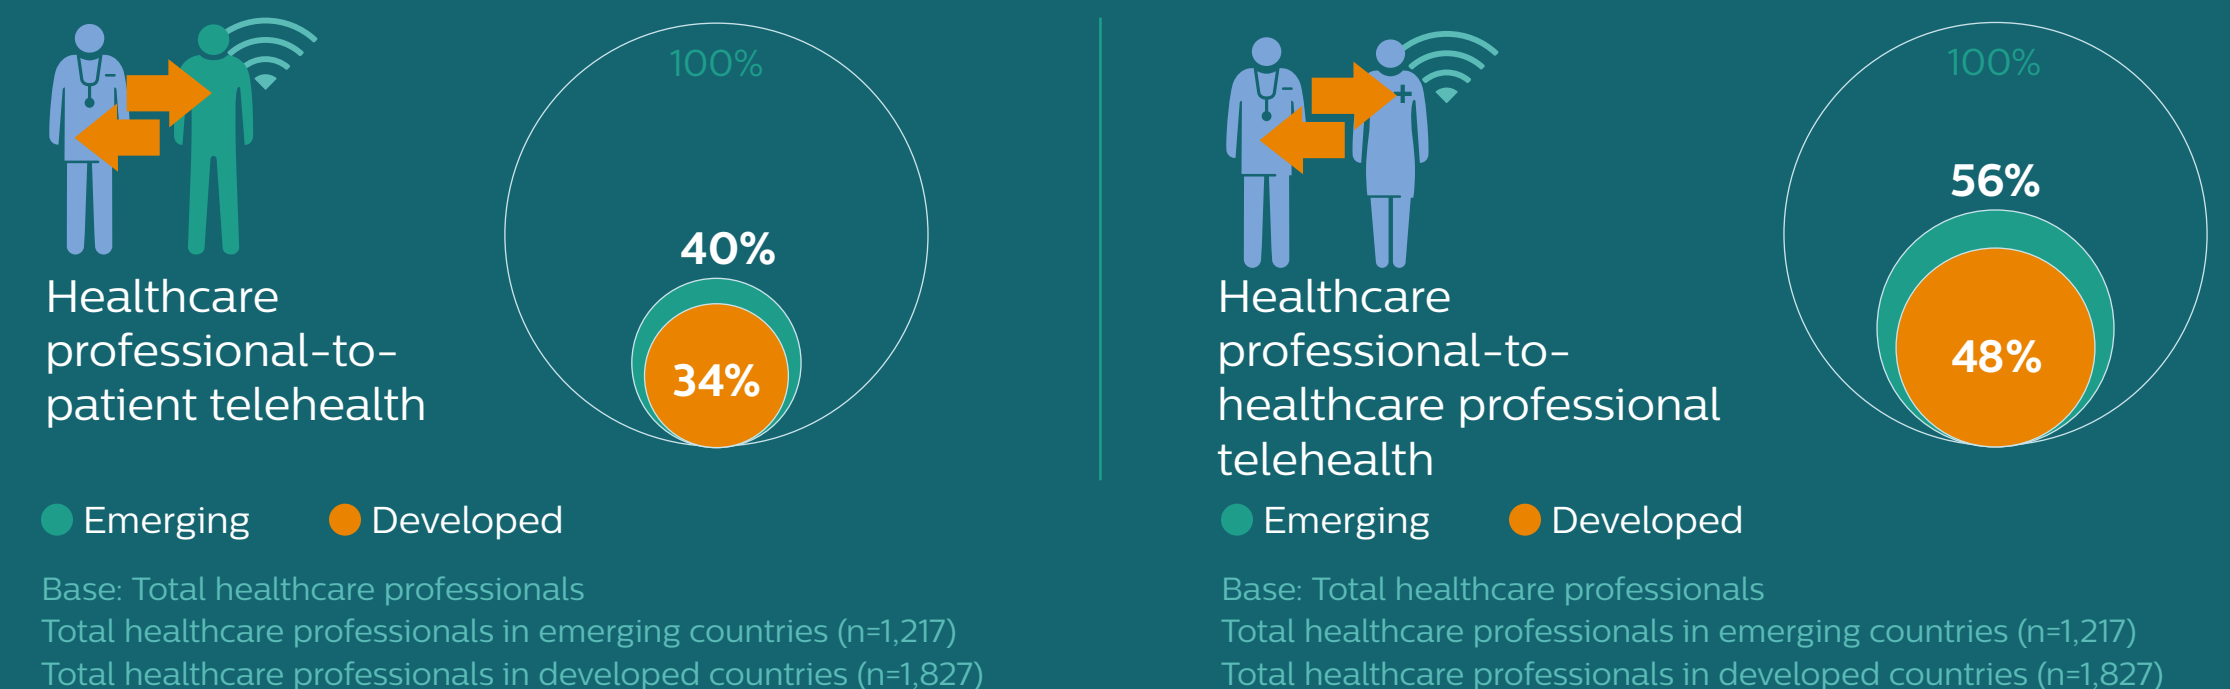 100%
40%
34%
Healthcare
professional-to-
patient telehealth
Emerging
Developed
Base: Total healthcare professionals
Total healthcare professionals in emerging countries (n=1,217)
Total healthcare professionals in developed countries (n=1,827)
100%
56%
48%
Healthcare
professional-to-
healthcare professional
telehealth
Emerging
Developed
Base: Total healthcare professionals
Total healthcare professionals in emerging countries (n=1,217)
Total healthcare professionals in developed countries (n=1,827)